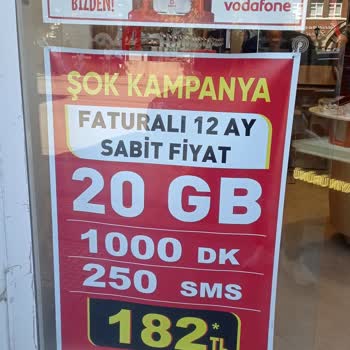 BİZDEN!
vodafone
ŞOK KAMPANYA
FATURALI 12 AY
SABİT FİYAT
20 GB
1000 DK
250 SMS
182* TL